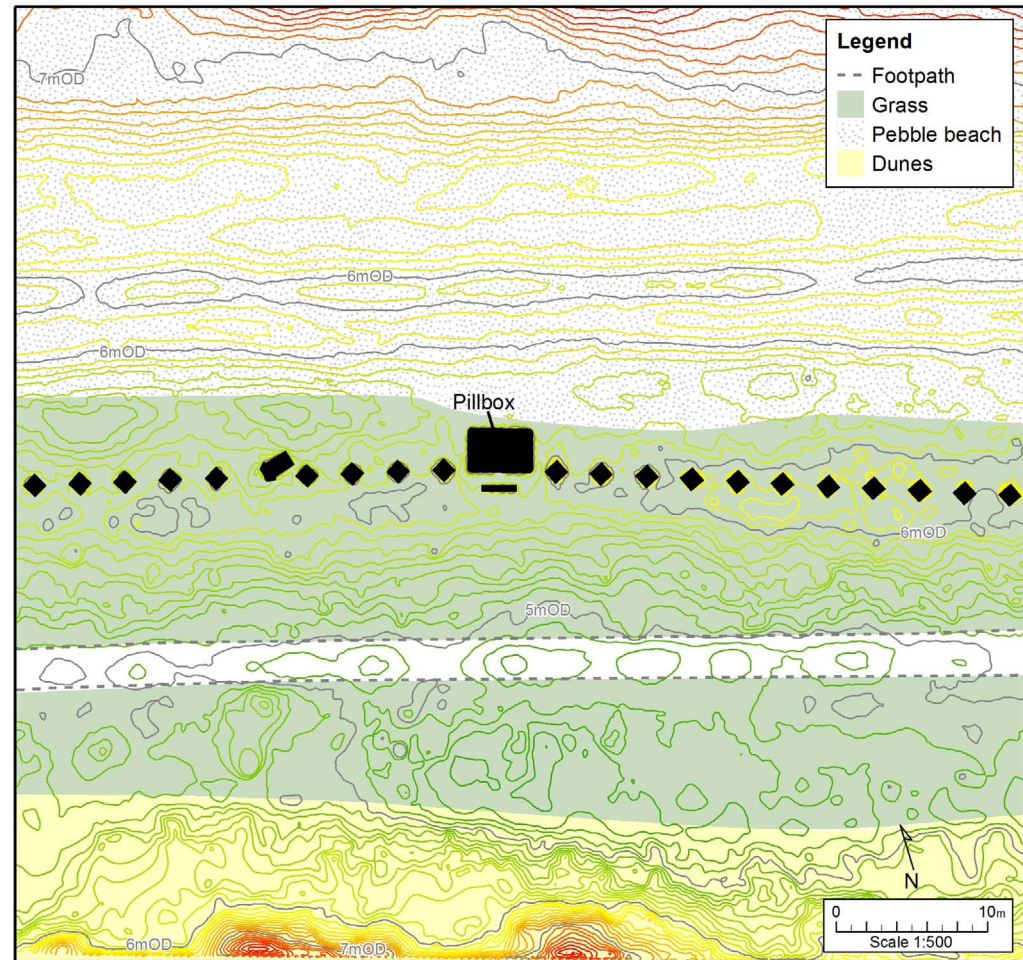 Legend
Footpath
Grass
Pebble beach
Dunes
7mOD
6mOD
6mOD
Pillbox
6mOD
5mOD
N
0 10m
Scale 1:500
6mOD
7mOD